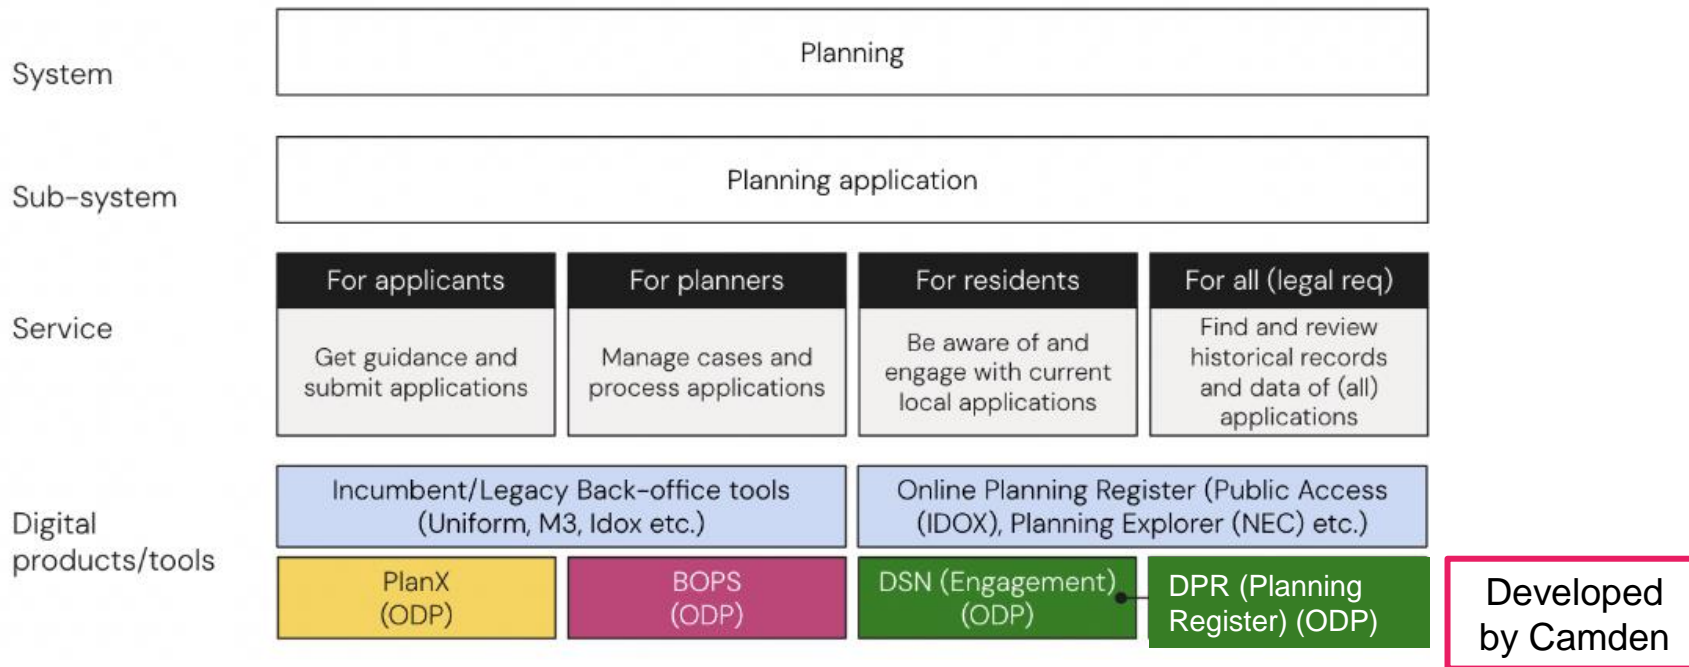 System
Planning
Sub-system
Planning application
Service
For applicants
Get guidance and
submit applications
For planners
Manage cases and
process applications
For residents
Be aware of and
engage with current
local applications
For all (legal req)
Find and review
historical records
and data of (all)
applications
Digital
products/tools
Incumbent/Legacy Back-office tools
(Uniform, M3, Idox etc.)
Online Planning Register (Public Access
(IDOX), Planning Explorer (NEC) etc.)
PlanX
(ODP)
BOPS
(ODP)
DSN (Engagement)
(ODP)
DPR (Planning
Register) (ODP)
Developed
by Camden